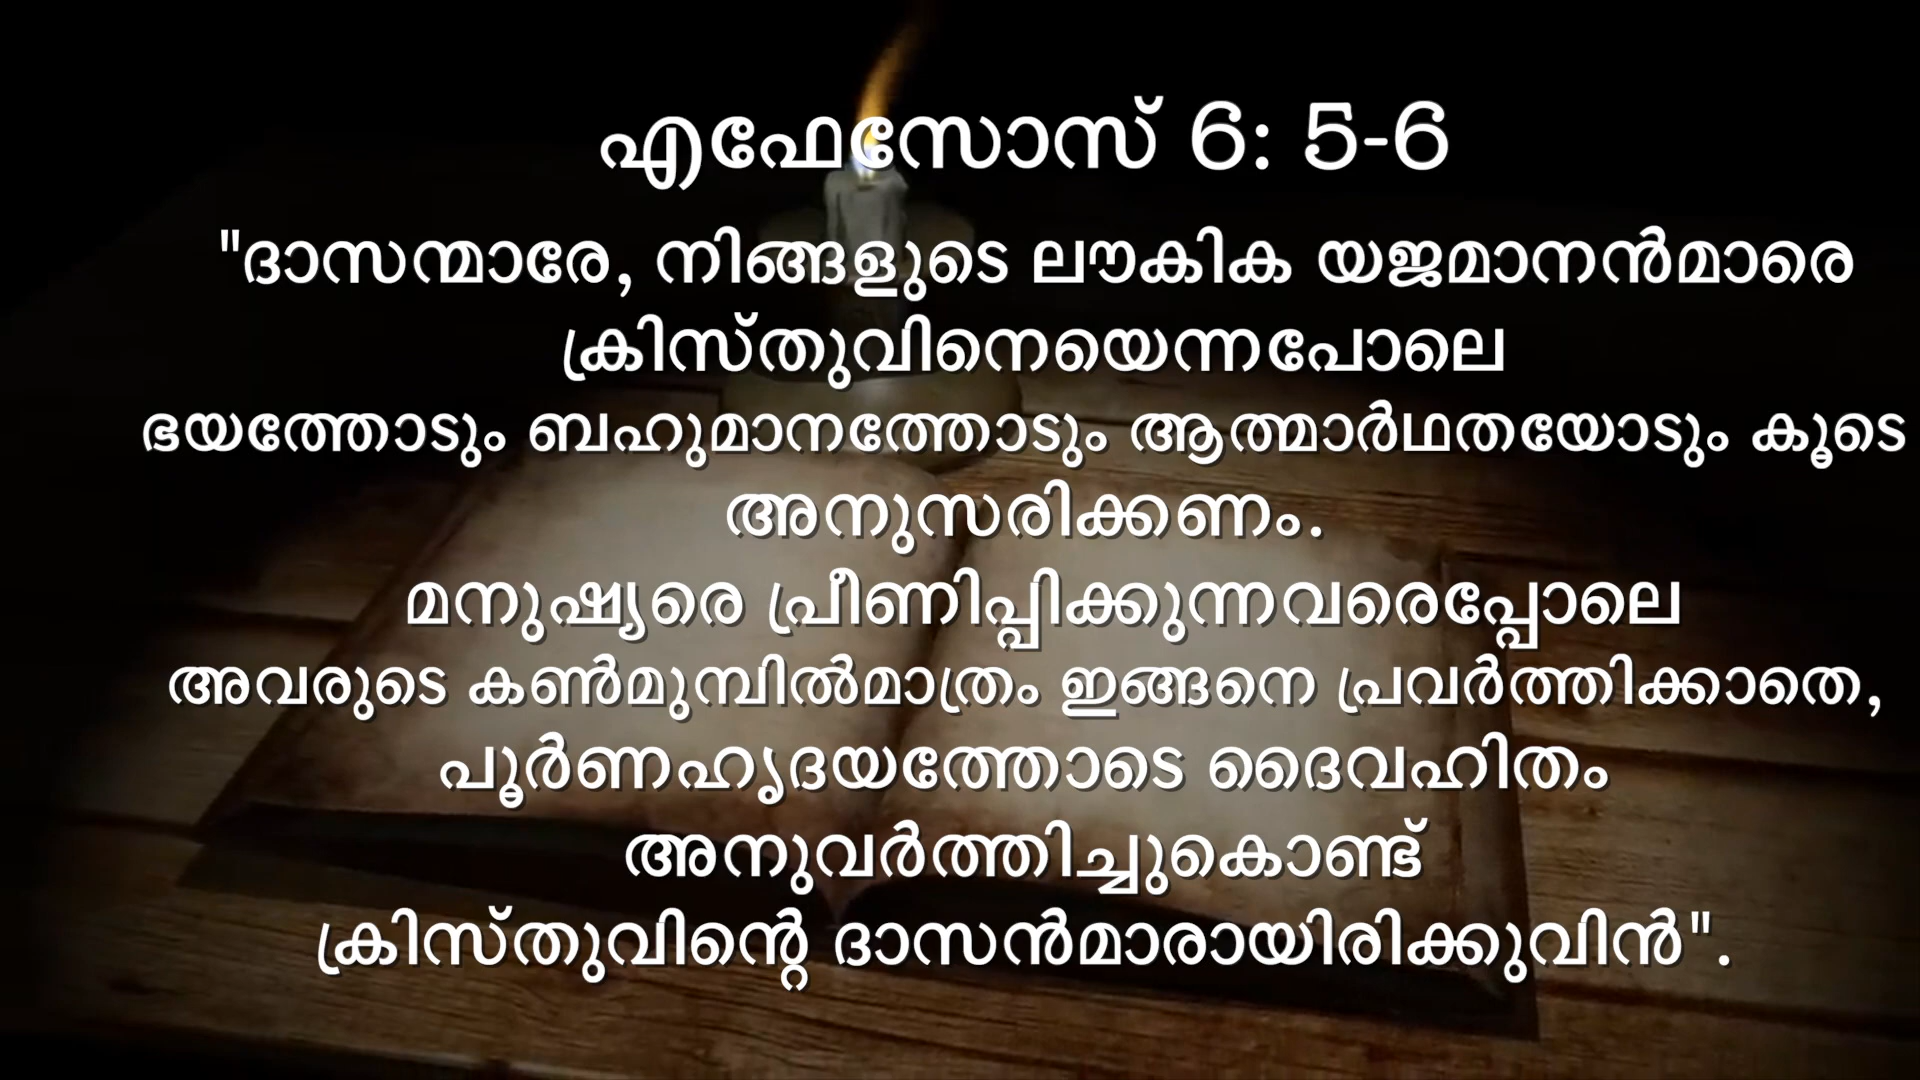 എഫേസോസ് 6: 5-6
"ദാസന്മാരേ, നിങ്ങളുടെ ലൗകിക യജമാനൻമാരെ
ക്രിസ്തുവിനെയെന്നപോലെ
ഭയത്തോടും ബഹുമാനത്തോടും ആത്മാർഥതയോടും കൂടെ
അനുസരിക്കണം.
മനുഷ്യരെ പ്രീണിപ്പിക്കുന്നവരെപ്പോലെ
അവരുടെ കൺമുമ്പിൽമാത്രം ഇങ്ങനെ പ്രവർത്തിക്കാതെ,
പൂർണഹൃദയത്തോടെ ദൈവഹിതം
അനുവർത്തിച്ചുകൊണ്ട്
ക്രിസ്തുവിന്റെ ദാസൻമാരായിരിക്കുവിൻ".